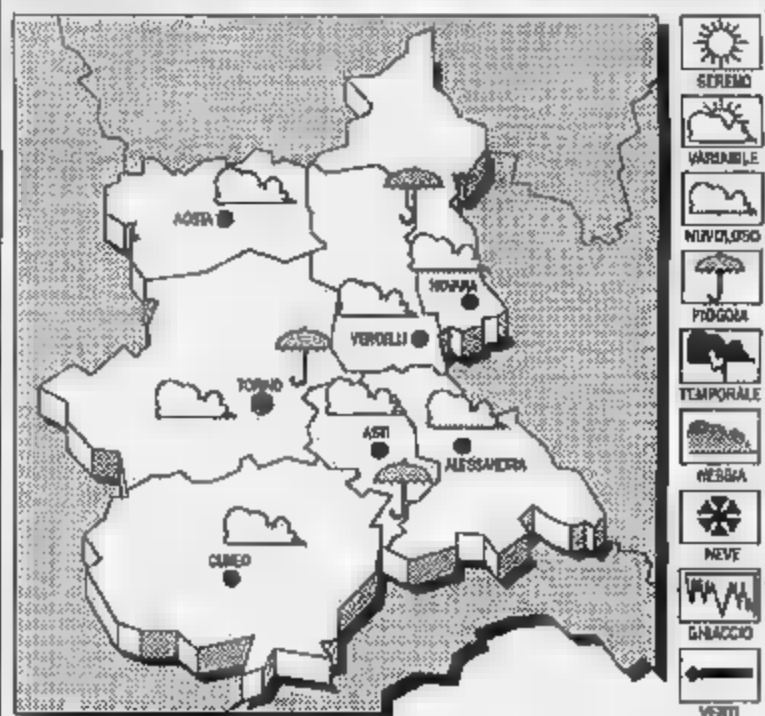 AOSTA
NOVARA
VERCELLI
TORINO
ASTI
ALESSANDRIA
CUNEO
SERENO
VARIABILE
NUVOLOSO
PIOGGIA
TEMPORALE
NEBBIA
NEVE
GHIACCIO
VENTI